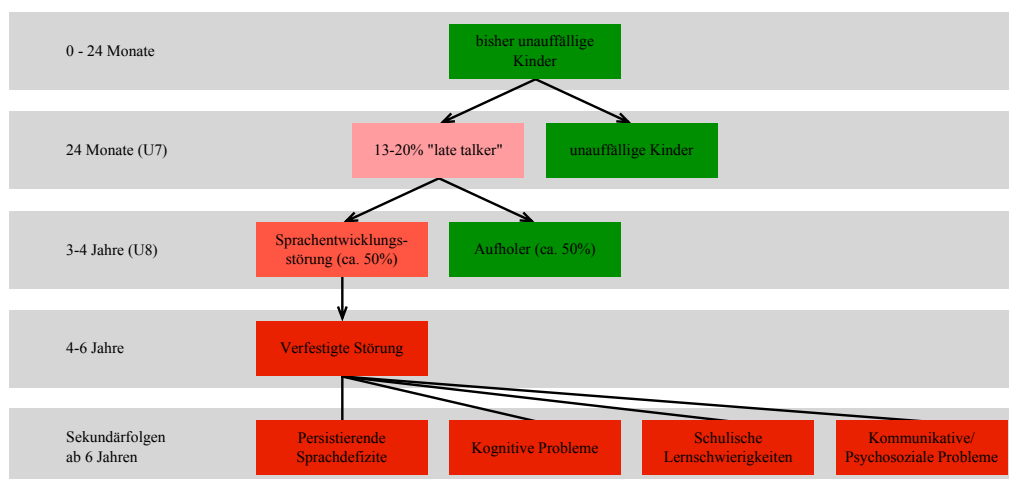 0 - 24 Monate
bisher unauffällige
Kinder
24 Monate (U7)
13-20% "late talker"
unauffällige Kinder
3-4 Jahre (U8)
Sprachentwicklungs-
störung (ca. 50%)
Aufholer (ca. 50%)
4-6 Jahre
Verfestigte Störung
Sekundärfolgen
ab 6 Jahren
Persistierende
Sprachdefizite
Kognitive Probleme
Schulische
Lernschwierigkeiten
Kommunikative/
Psychosoziale Probleme